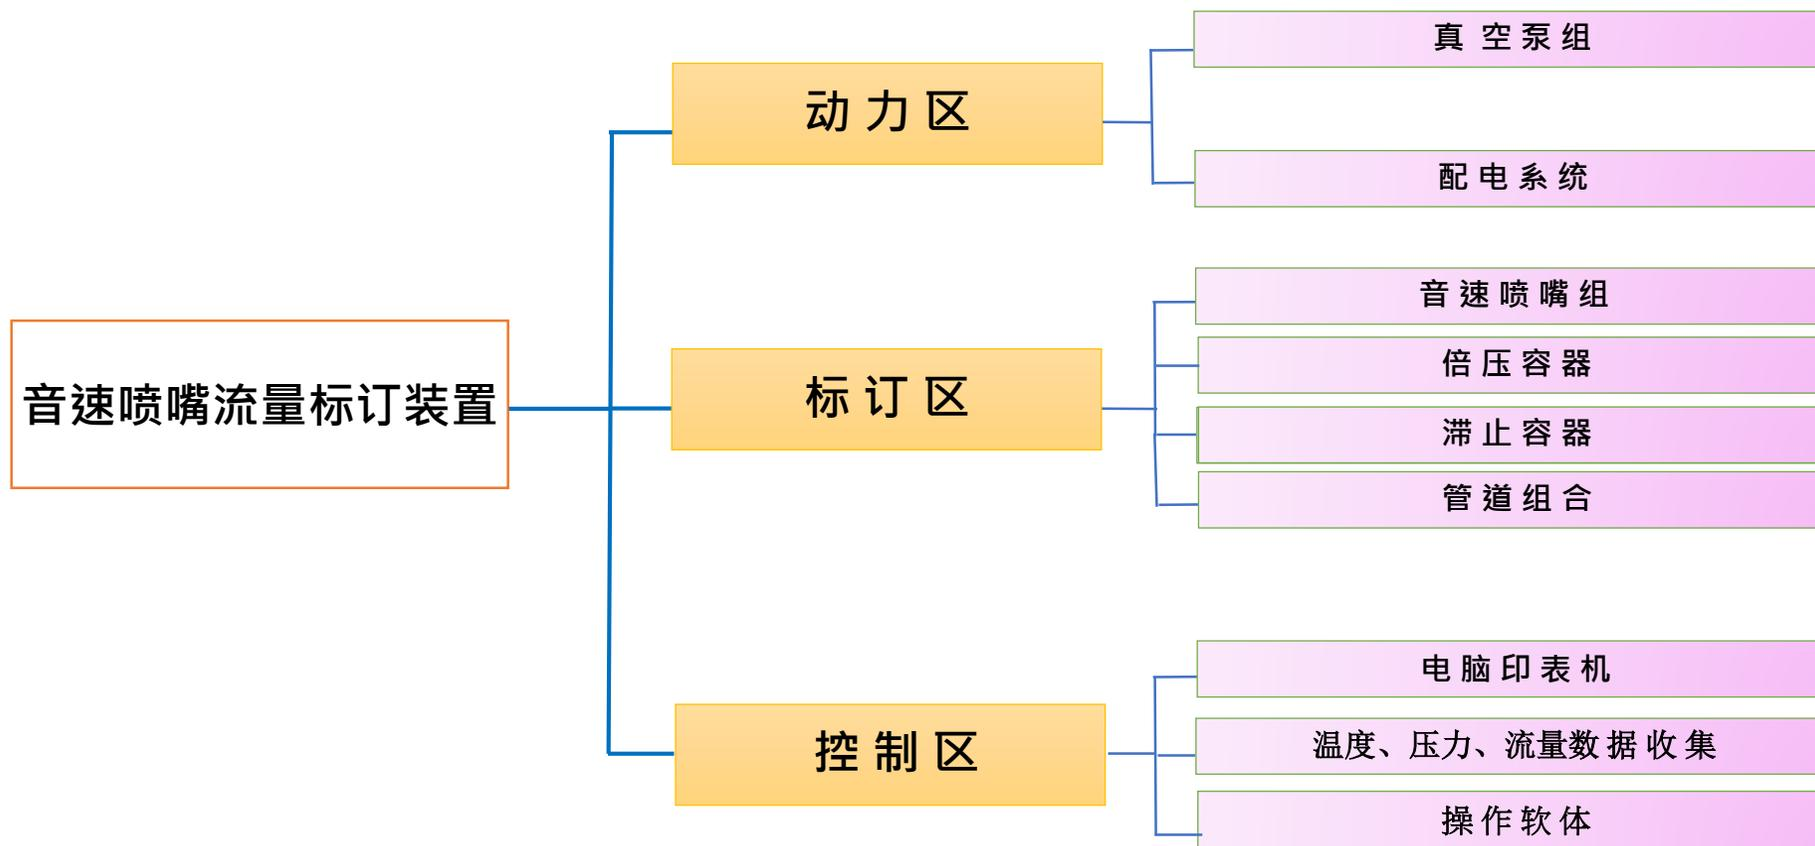 音速喷嘴流量标订装置
动力区
真空泵组
配电系统
标订区
音速喷嘴组
倍压容器
滞止容器
管道组合
控制区
电脑印表机
温度、压力、流量数据收集
操作软体